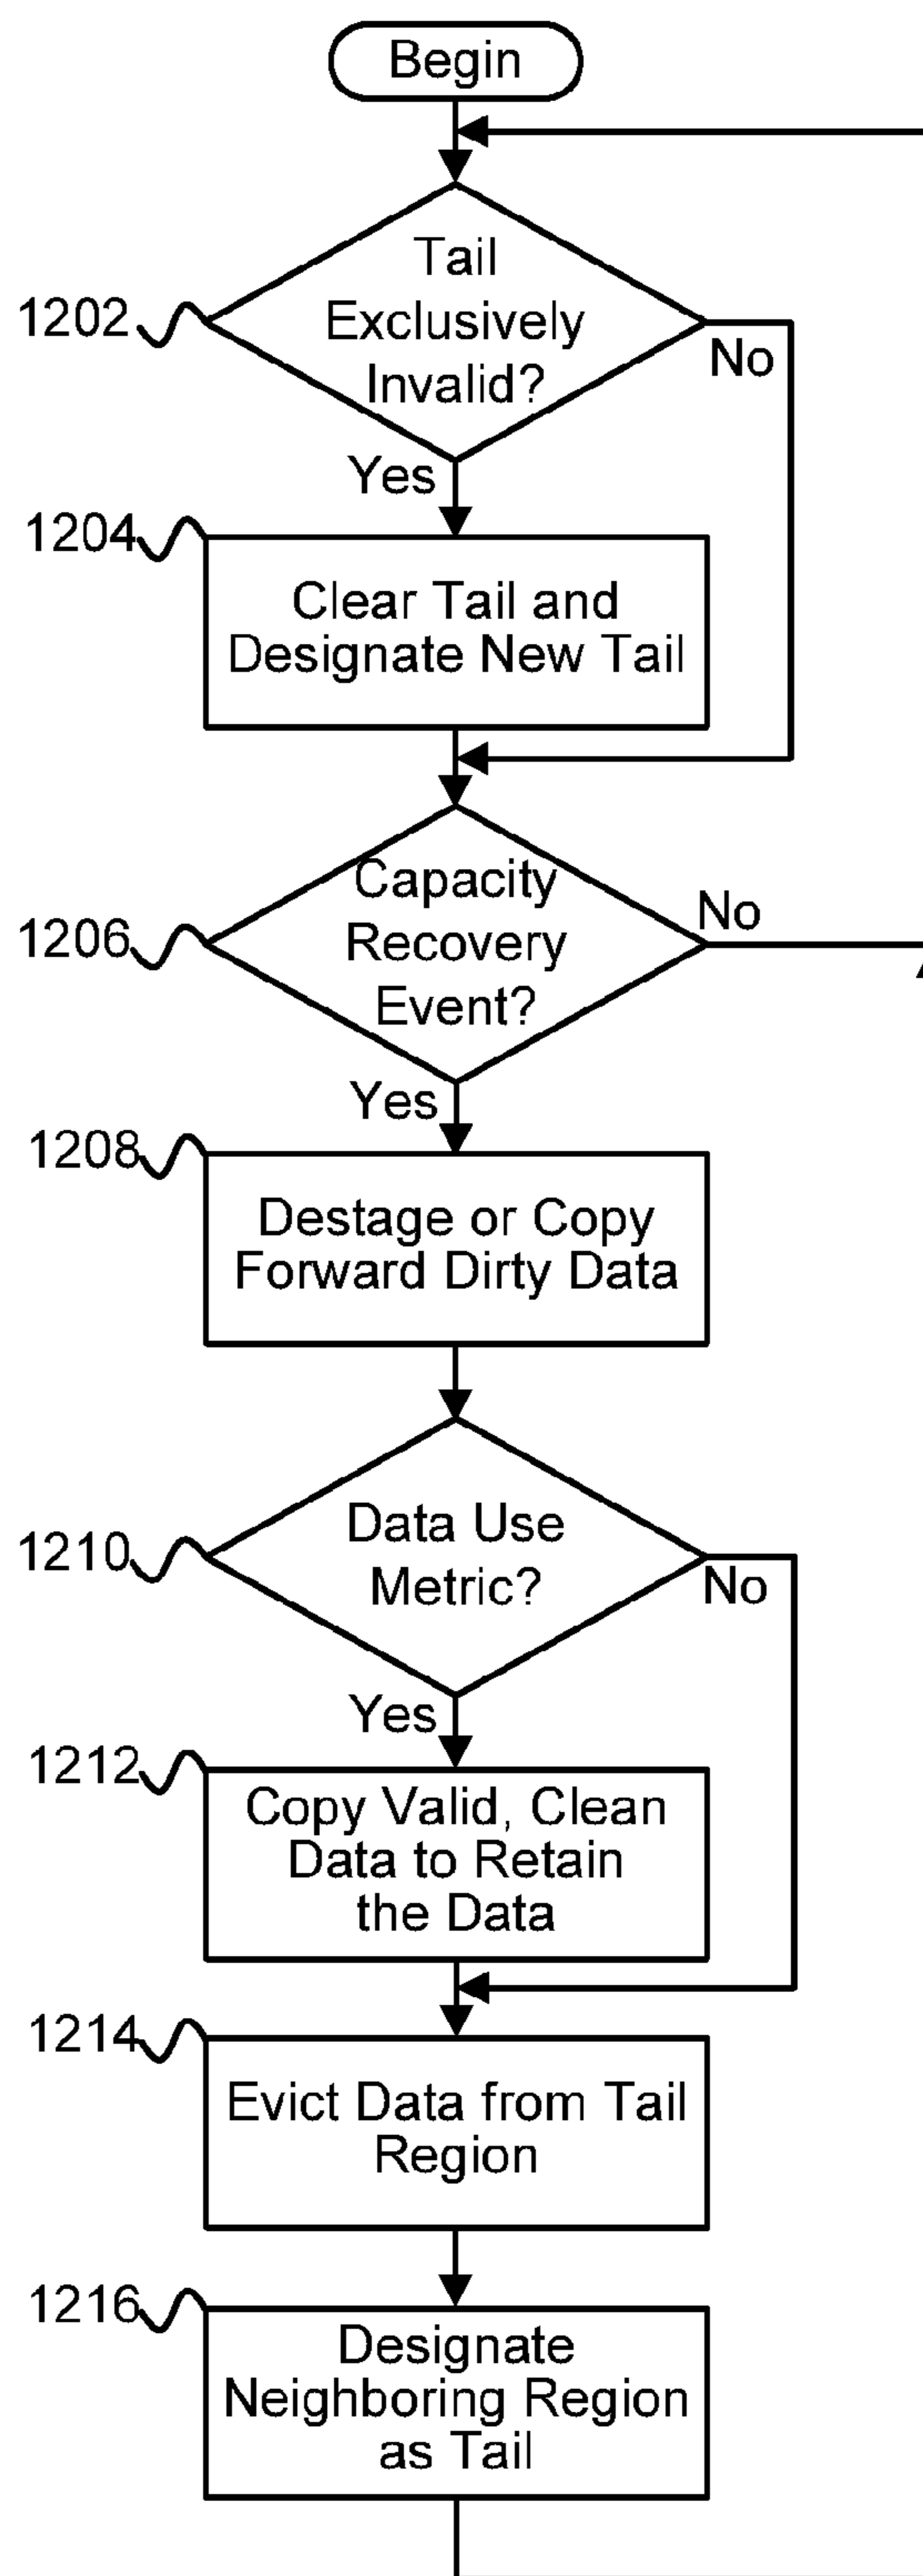 Begin
Tail
Exclusively
Invalid?
1202
No
Yes
1204
Clear Tail and
Designate New Tail
Capacity
Recovery
Event?
1206
No
Yes
1208
Destage or Copy
Forward Dirty Data
Data Use
Metric?
1210
No
Yes
1212
Copy Valid, Clean
Data to Retain
the Data
1214
Evict Data from Tail
Region
1216
Designate
Neighboring Region
as Tail